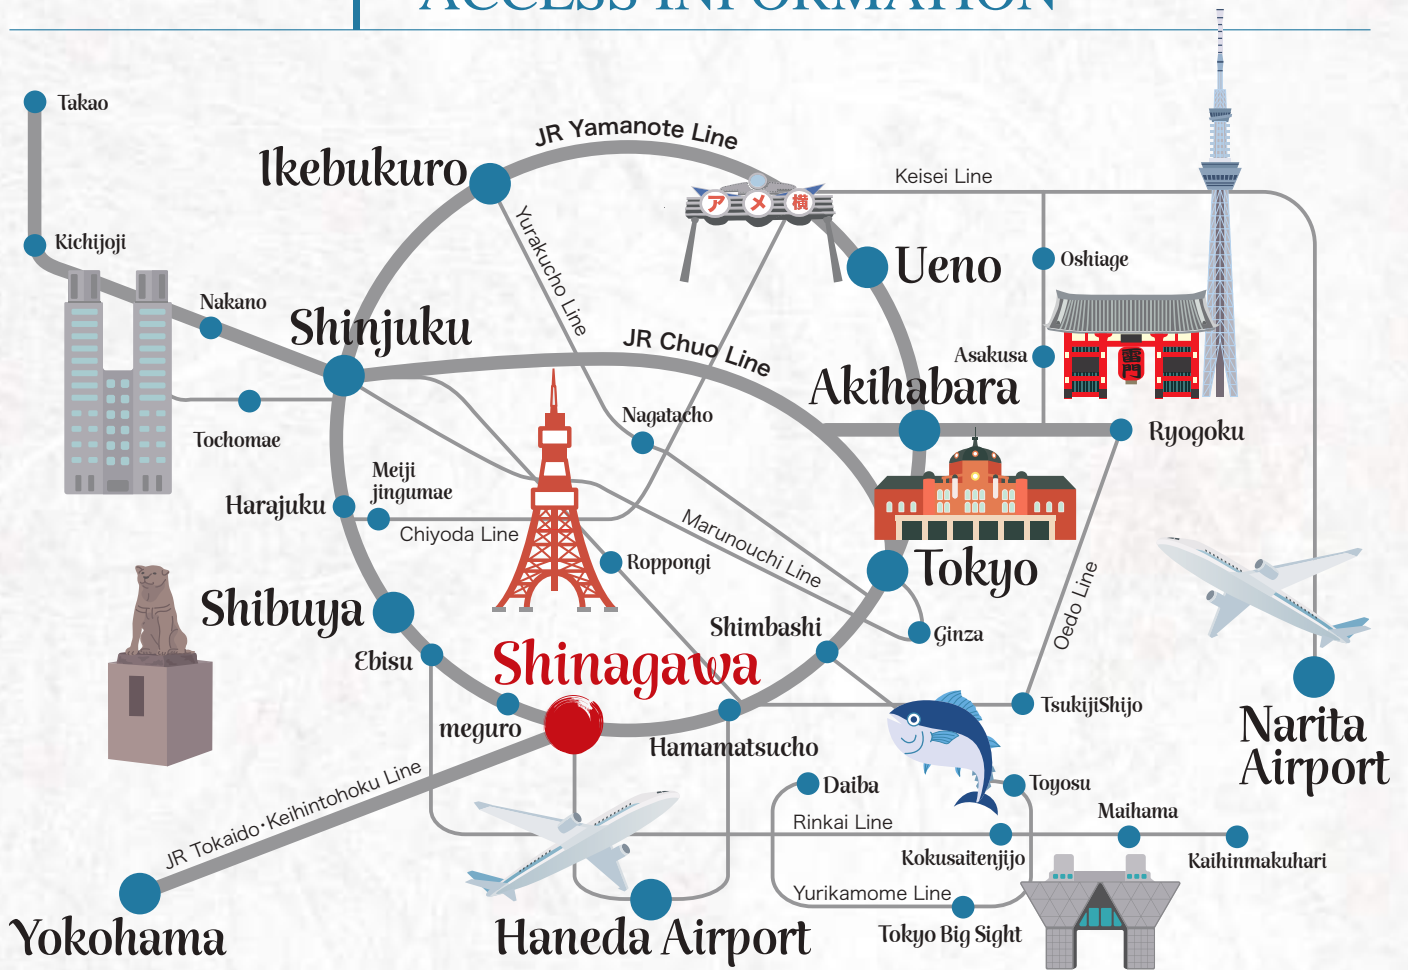 ACCESS INFORMATION
Takao
JR Yamanote Line
Ikebukuro
Keisei Line
アメ横
Kichijoji
Yurakucho Line
Ueno
Oshiage
Nakano
Shinjuku
JR Chuo Line
Asakusa
雷門
Akihabara
Nagatacho
Tochomae
Ryogoku
Meiji
jingumae
Harajuku
Chiyoda Line
Marunouchi Line
Roppongi
Tokyo
Oedo Line
Shibuya
Shimbashi
Ginza
Ebisu
Shinagawa
meguro
TsukijiShijo
Hamamatsucho
Narita
Airport
JR Tokaido・Keihintohoku Line
Daiba
Toyosu
Rinkai Line
Maihama
Kokusaitenjijo
Kaihinmakuhari
Yurikamome Line
Yokohama
Haneda Airport
Tokyo Big Sight